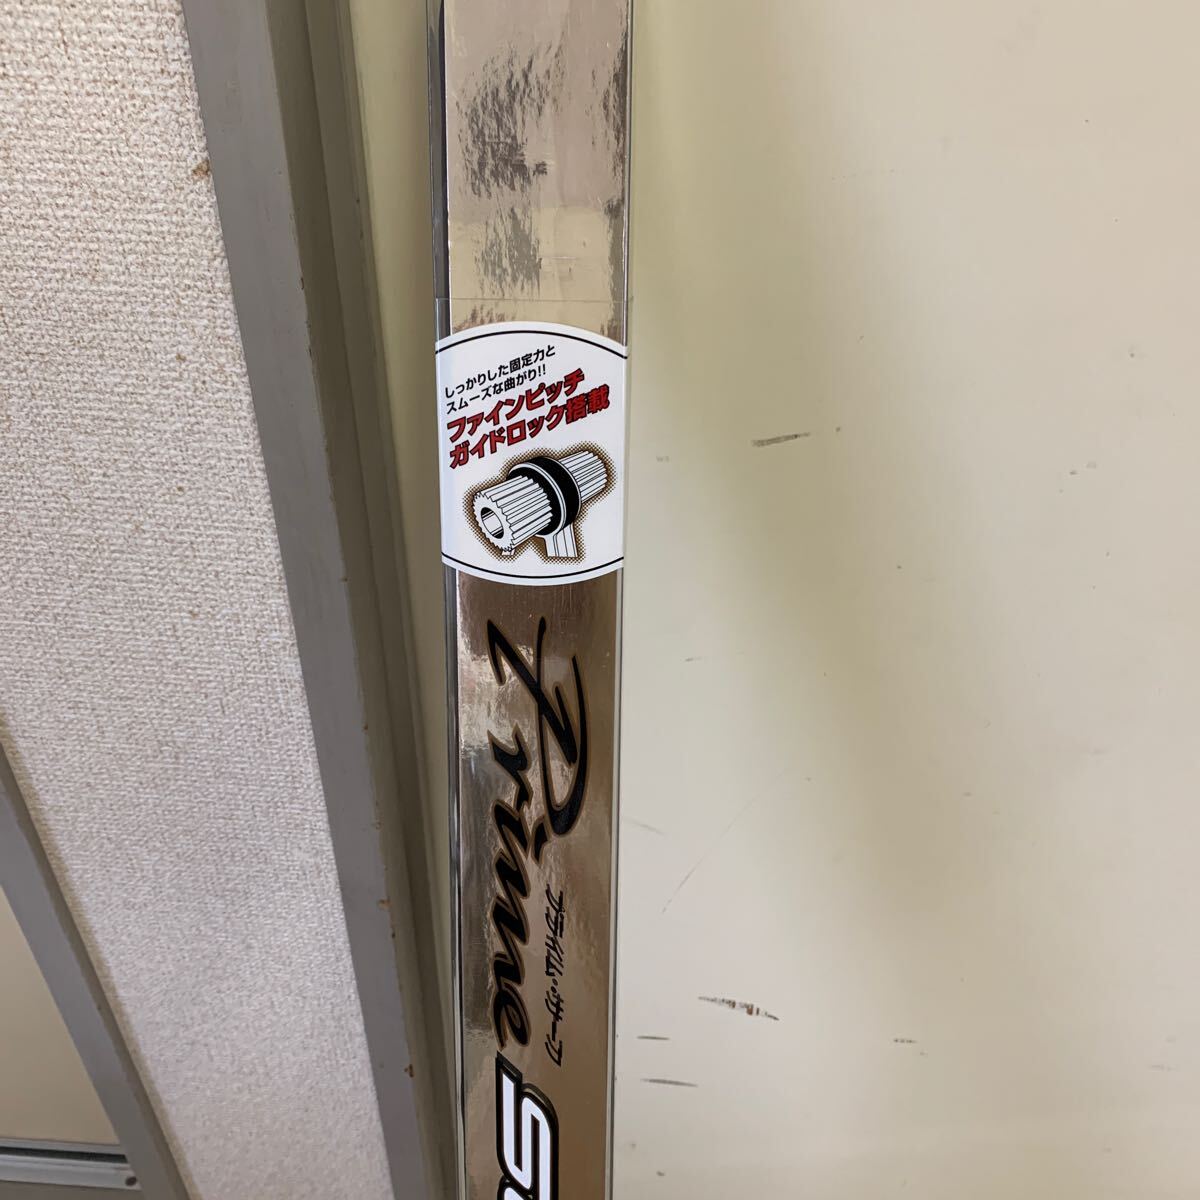 しっかりした固定力と
スムーズな曲がり!!
ファインピッチ
ガイドロック搭載
Prime
プライム・サーフ